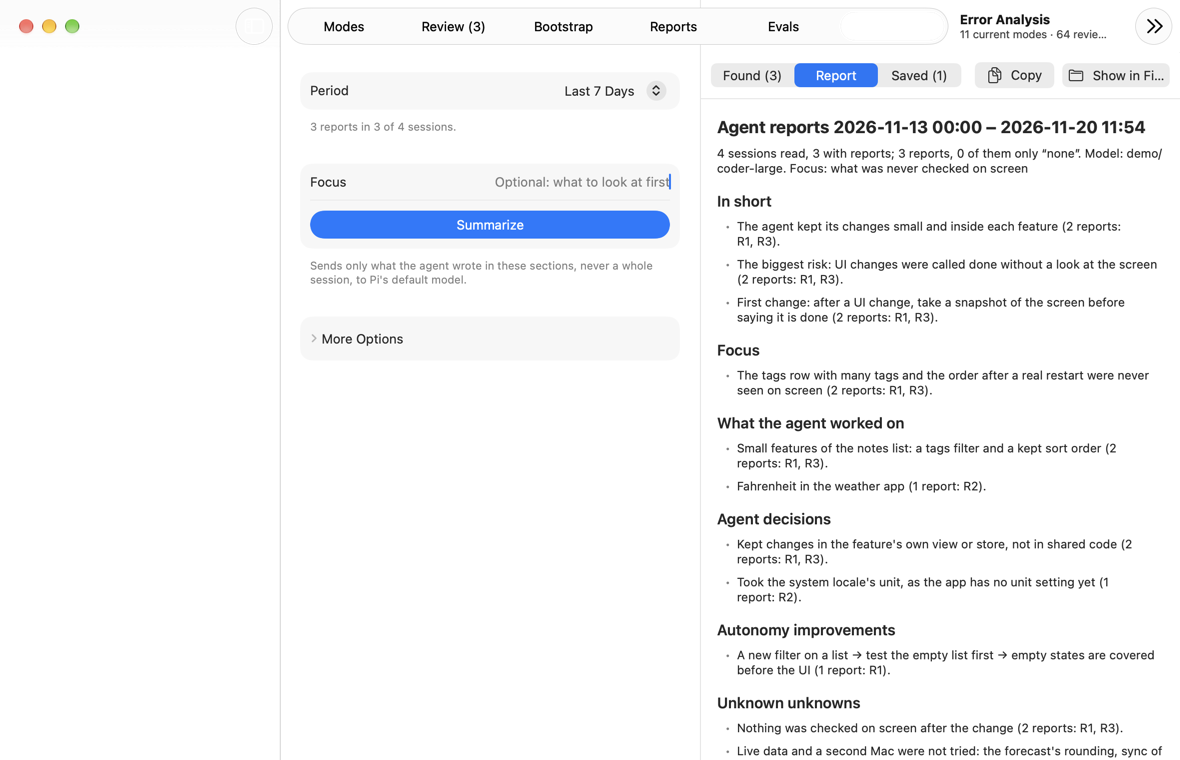 Modes
Review (3)
Bootstrap
Reports
Evals
Error Analysis
11 current modes · 64 revie...
Period
Last 7 Days
3 reports in 3 of 4 sessions.
Focus
Optional: what to look at first
Summarize
Sends only what the agent wrote in these sections, never a whole
session, to Pi's default model.
More Options
Found (3)
Report
Saved (1)
Copy
Show in Fi...
Agent reports 2026-11-13 00:00 – 2026-11-20 11:54
4 sessions read, 3 with reports; 3 reports, 0 of them only “none”. Model: demo/
coder-large. Focus: what was never checked on screen
In short
• The agent kept its changes small and inside each feature (2 reports:
R1, R3).
• The biggest risk: UI changes were called done without a look at the screen
(2 reports: R1, R3).
• First change: after a UI change, take a snapshot of the screen before
saying it is done (2 reports: R1, R3).
Focus
• The tags row with many tags and the order after a real restart were never
seen on screen (2 reports: R1, R3).
What the agent worked on
• Small features of the notes list: a tags filter and a kept sort order (2
reports: R1, R3).
• Fahrenheit in the weather app (1 report: R2).
Agent decisions
• Kept changes in the feature's own view or store, not in shared code (2
reports: R1, R3).
• Took the system locale's unit, as the app has no unit setting yet (1
report: R2).
Autonomy improvements
• A new filter on a list → test the empty list first → empty states are covered
before the UI (1 report: R1).
Unknown unknowns
• Nothing was checked on screen after the change (2 reports: R1, R3).
• Live data and a second Mac were not tried: the forecast's rounding, sync of